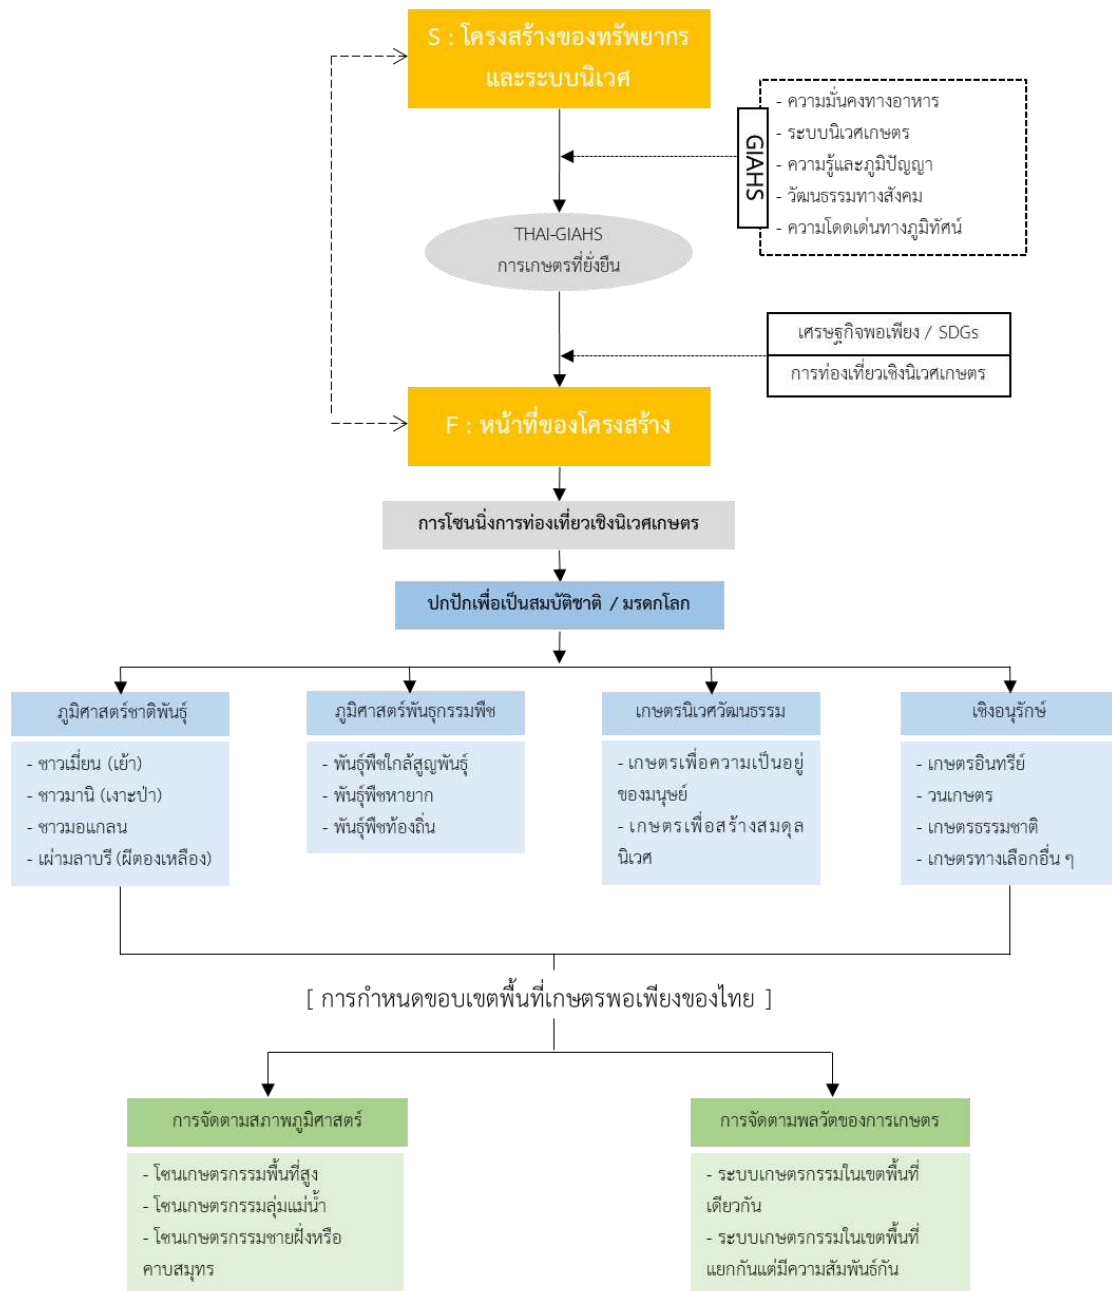 S : โครงสร้างของทรัพยากร
และระบบนิเวศ
GIAHS
- ความมั่นคงทางอาหาร
- ระบบนิเวศเกษตร
- ความรู้และภูมิปัญญา
- วัฒนธรรมทางสังคม
- ความโดดเด่นทางภูมิทัศน์
THAI-GIAHS
การเกษตรที่ยั่งยืน
เศรษฐกิจพอเพียง / SDGs
การท่องเที่ยวเชิงนิเวศเกษตร
F : หน้าที่ของโครงสร้าง
การโซนนิ่งการท่องเที่ยวเชิงนิเวศเกษตร
ปกปักเพื่อเป็นสมบัติชาติ / มรดกโลก
ภูมิศาสตร์ชาติพันธุ์
- ชาวเมี่ยน (เย้า)
- ชาวมานิ (เงาะป่า)
- ชาวมอแกลน
- เผ่ามลาบรี (ผีตองเหลือง)
ภูมิศาสตร์พันธุกรรมพืช
- พันธุ์พืชใกล้สูญพันธุ์
- พันธุ์พืชหายาก
- พันธุ์พืชท้องถิ่น
เกษตรนิเวศวัฒนธรรม
- เกษตรเพื่อความเป็นอยู่
ของมนุษย์
- เกษตรเพื่อสร้างสมดุล
นิเวศ
เชิงอนุรักษ์
- เกษตรอินทรีย์
- วนเกษตร
- เกษตรธรรมชาติ
- เกษตรทางเลือกอื่น ๆ
[ การกำหนดขอบเขตพื้นที่เกษตรพอเพียงของไทย ]
การจัดตามสภาพภูมิศาสตร์
- โซนเกษตรกรรมพื้นที่สูง
- โซนเกษตรกรรมลุ่มแม่น้ำ
- โซนเกษตรกรรมชายฝั่งหรือ
คาบสมุทร
การจัดตามพลวัตของการเกษตร
- ระบบเกษตรกรรมในเขตพื้นที่
เดียวกัน
- ระบบเกษตรกรรมในเขตพื้นที่
แยกกันแต่มีความสัมพันธ์กัน